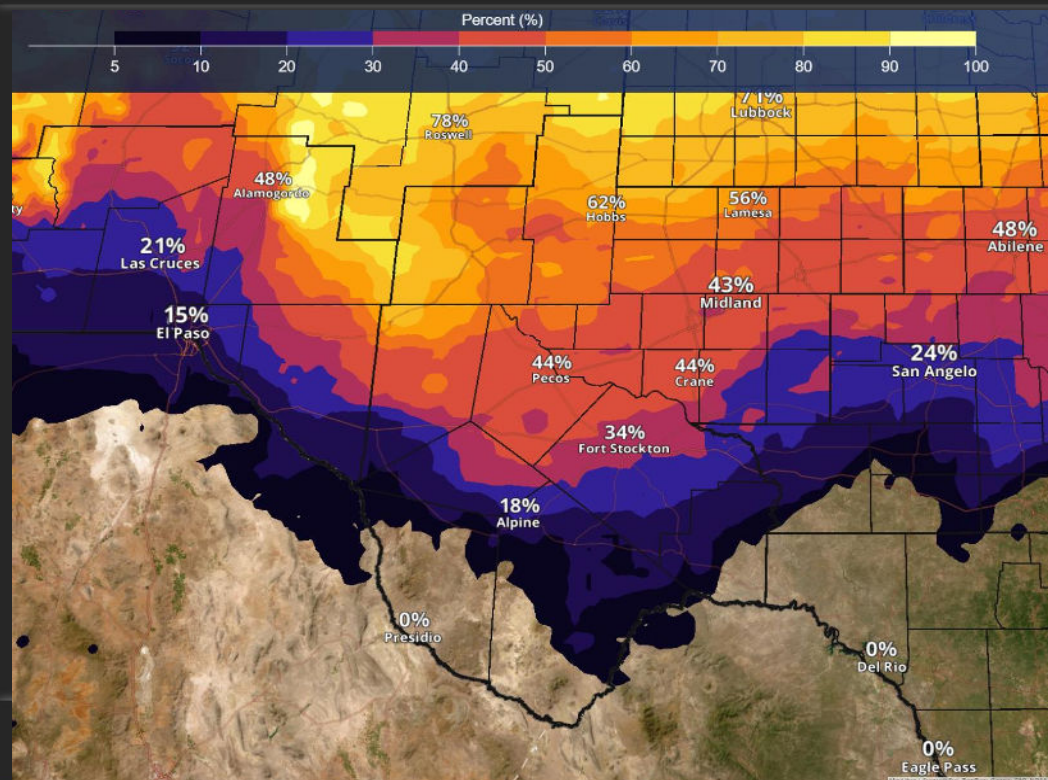 Percent (%)
5 10 20 30 40 50 60 70 80 90 100
71%
Lubbock
78%
Roswell
48%
Alamogordo
62%
Hobbs
56%
Lamesa
ty
48%
Abilene
21%
Las Cruces
43%
Midland
15%
El Paso
44%
Pecos
44%
Crane
24%
San Angelo
34%
Fort Stockton
18%
Alpine
0%
Presidio
0%
Del Rio
0%
Eagle Pass